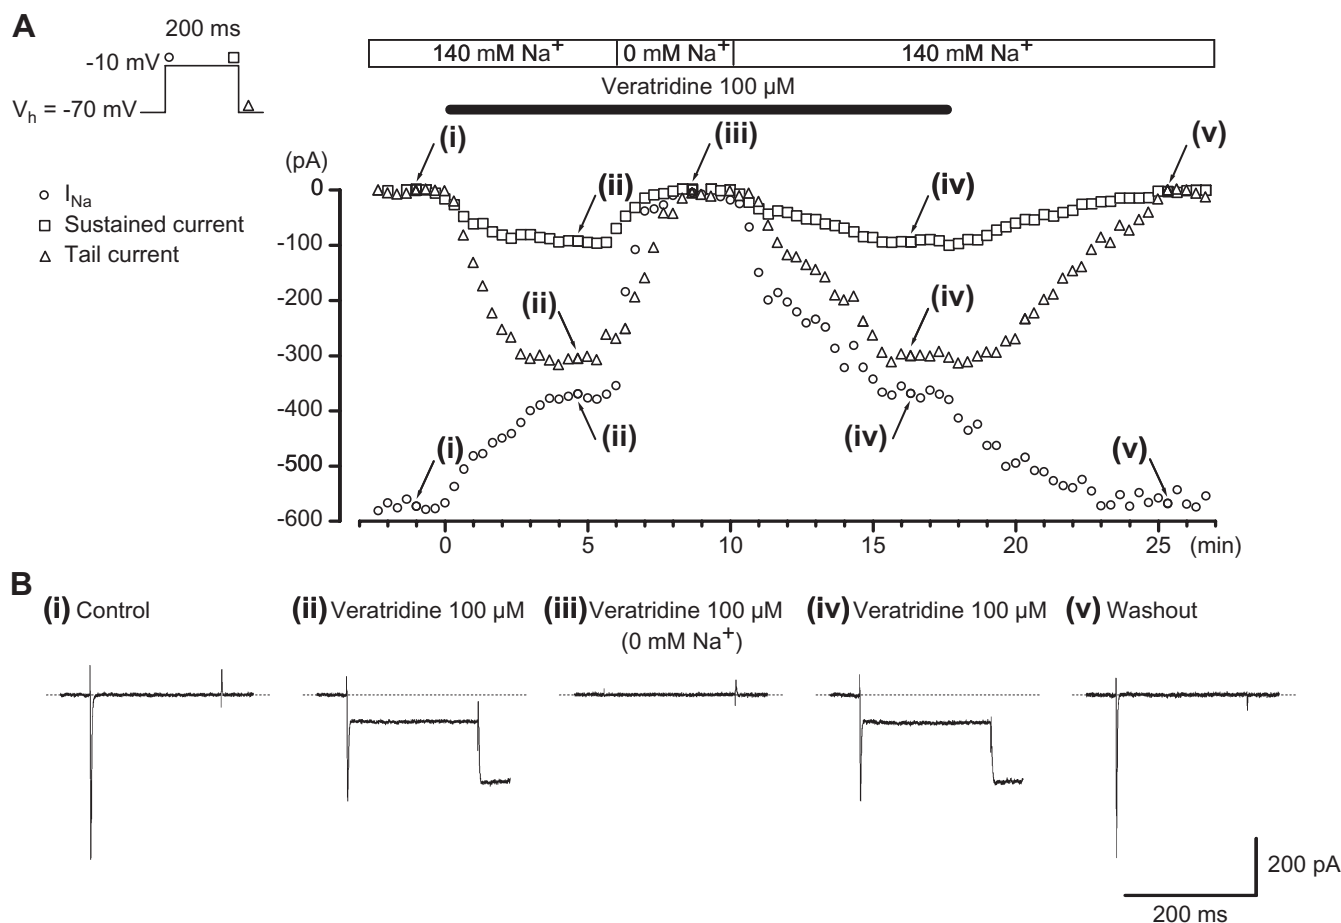 A
200 ms
-10 mV
Vh = -70 mV
140 mM Na+ 0 mM Na+ 140 mM Na+
Veratridine 100 µM
(i) (iii) (v)
(pA)
INa
Sustained current
Tail current
(ii) (iv)
(ii) (iv)
(i) (ii) (iv) (v)
0
-100
-200
-300
-400
-500
-600
0 5 10 15 20 25 (min)
B
(i) Control
(ii) Veratridine 100 µM
(iii) Veratridine 100 µM
(0 mM Na+)
(iv) Veratridine 100 µM
(v) Washout
200 pA
200 ms